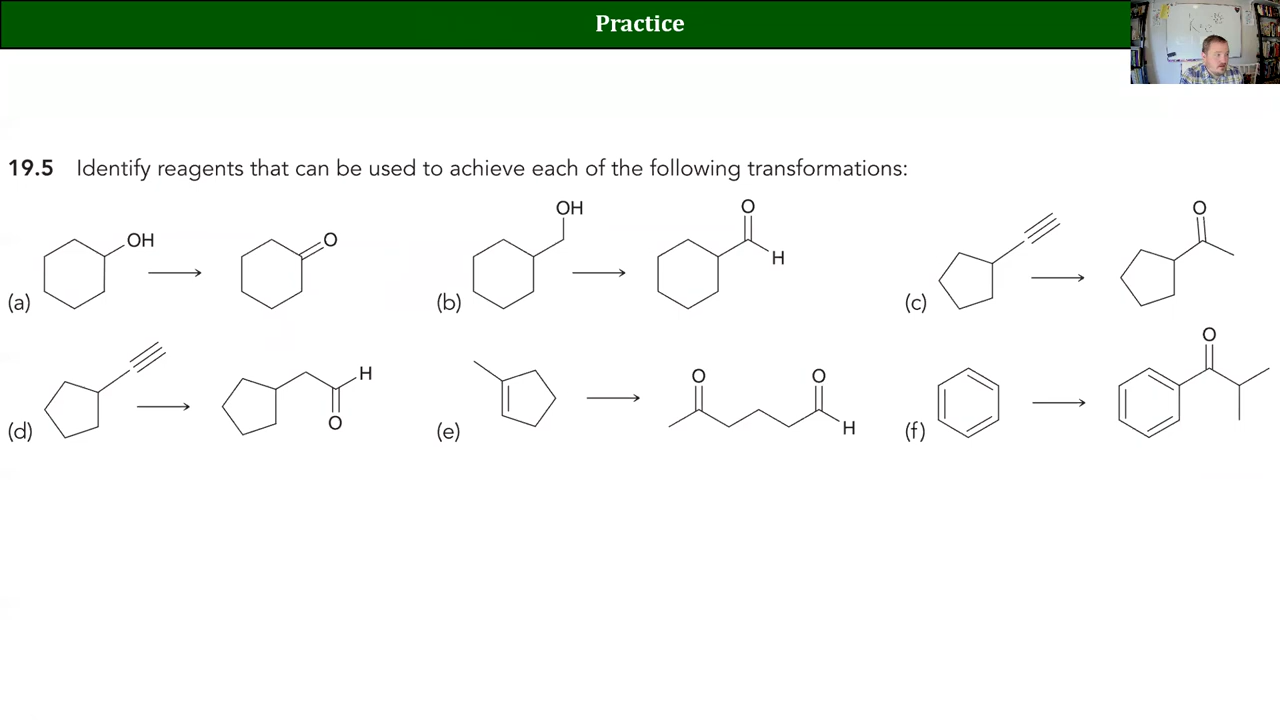 Practice
19.5 Identify reagents that can be used to achieve each of the following transformations:
(a) OH O
(b) OH O H
(c) O
(d) H O
(e) O O H
(f) O